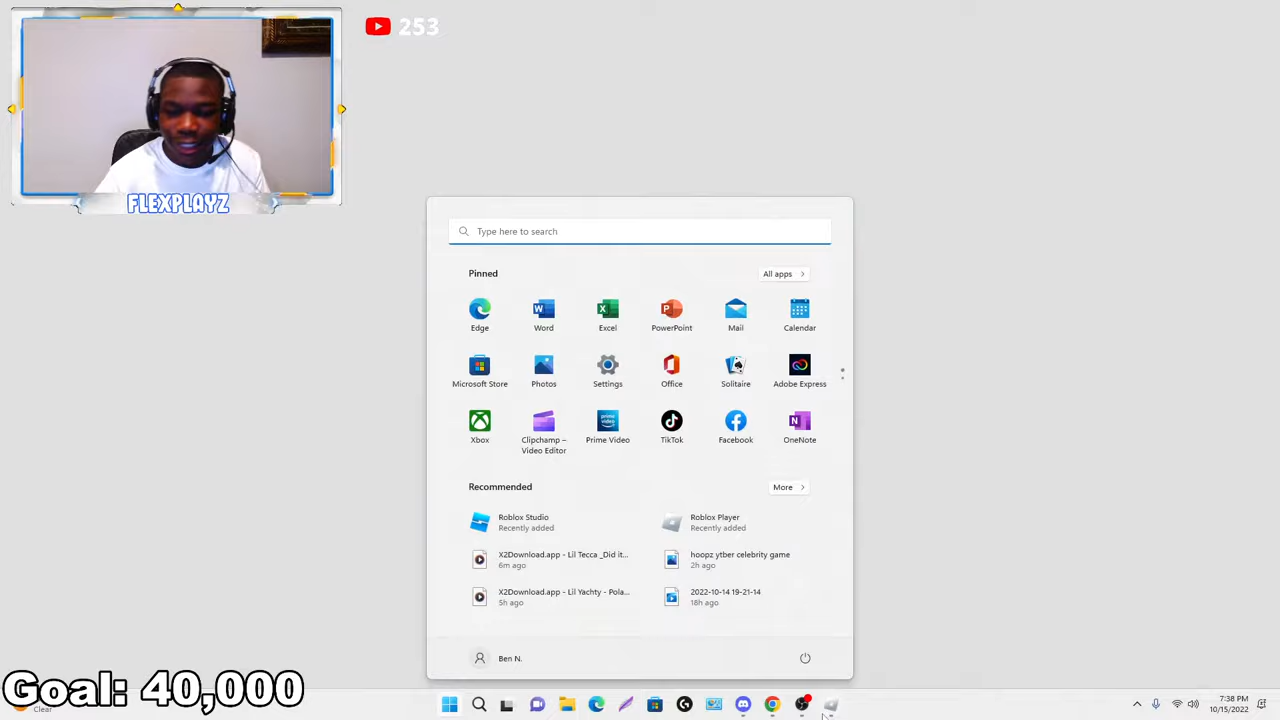 253
FLEXPLAYZ
Type here to search
Pinned
All apps
Edge
Word
Excel
PowerPoint
Mail
Calendar
Microsoft Store
Photos
Settings
Office
Solitaire
Adobe Express
Xbox
Clipchamp –
Video Editor
prime video
Prime Video
TikTok
Facebook
OneNote
Recommended
More
Roblox Studio
Recently added
Roblox Player
Recently added
X2Download.app - Lil Tecca _Did it...
6m ago
hoopz ytber celebrity game
2h ago
X2Download.app - Lil Yachty - Pola...
5h ago
2022-10-14 19-21-14
18h ago
Ben N.
Goal: 40,000
Clear
7:38 PM
10/15/2022